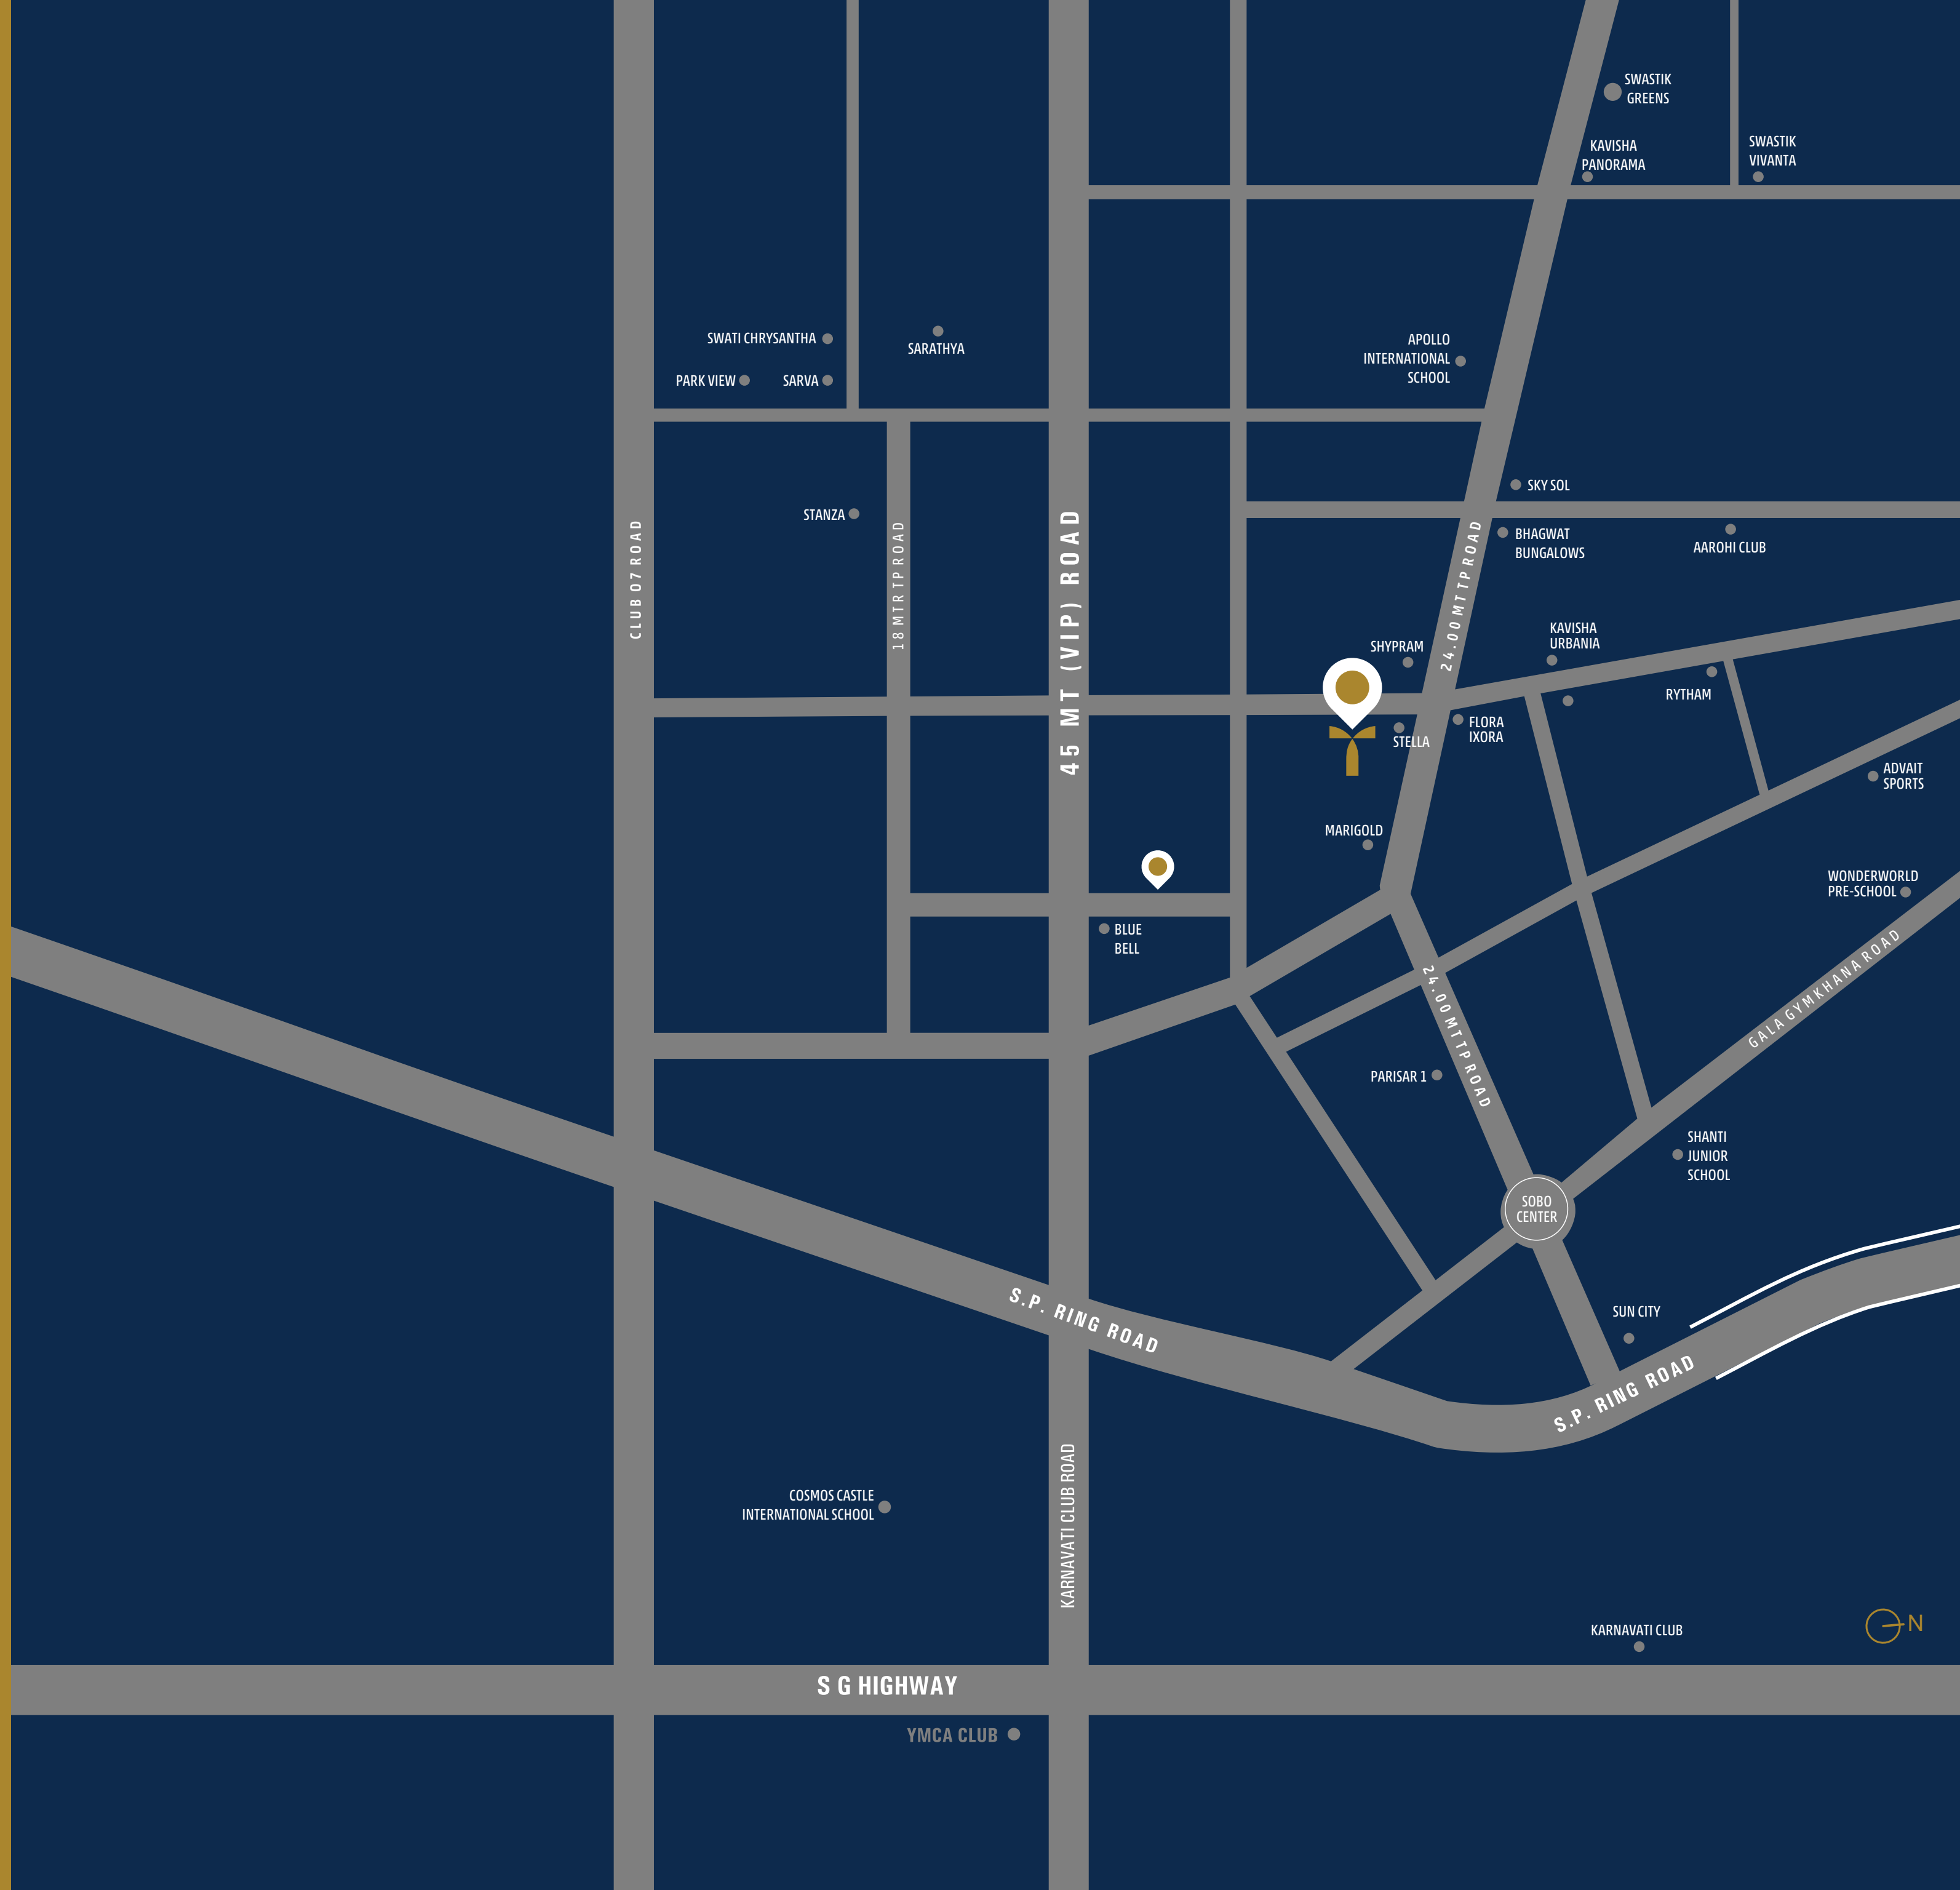 SWASTIK
GREENS
KAVISHA
PANORAMA
SWASTIK
VIVANTA
SWATI CHRYSANTHA
SARATHYA
PARK VIEW
SARVA
APOLLO
INTERNATIONAL
SCHOOL
SKY SOL
STANZA
BHAGWAT
BUNGALOWS
AAROHI CLUB
CLUB O7 ROAD
18 MTR TP ROAD
45 MT (VIP) ROAD
24.00 MT TP ROAD
SHYPRAM
KAVISHA
URBANIA
RYTHAM
FLORA
IXORA
STELLA
ADVAIT
SPORTS
MARIGOLD
WONDERWORLD
PRE-SCHOOL
BLUE
BELL
GALA GYMKHANA ROAD
24.00 MT TP ROAD
PARISAR 1
SHANTI
JUNIOR
SCHOOL
SOBO
CENTER
S.P. RING ROAD
SUN CITY
S.P. RING ROAD
COSMOS CASTLE
INTERNATIONAL SCHOOL
KARNAVATI CLUB ROAD
KARNAVATI CLUB
N
S G HIGHWAY
YMCA CLUB